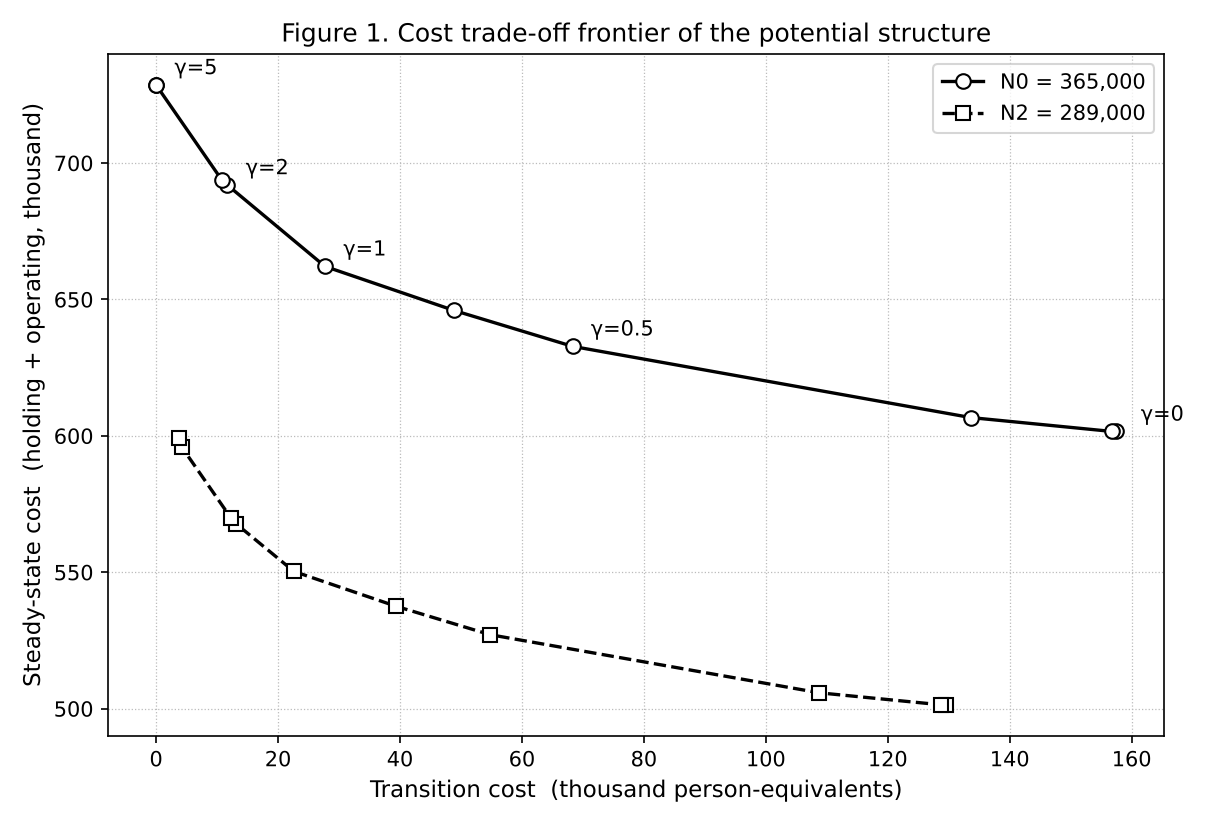 Figure 1. Cost trade-off frontier of the potential structure
N0 = 365,000
N2 = 289,000
γ=5
γ=2
γ=1
γ=0.5
γ=0
Steady-state cost (holding + operating, thousand)
700
650
600
550
500
0 20 40 60 80 100 120 140 160
Transition cost (thousand person-equivalents)